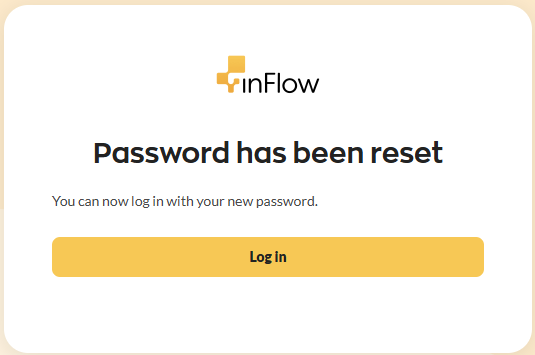 inFlow
Password has been reset
You can now log in with your new password.
Log in